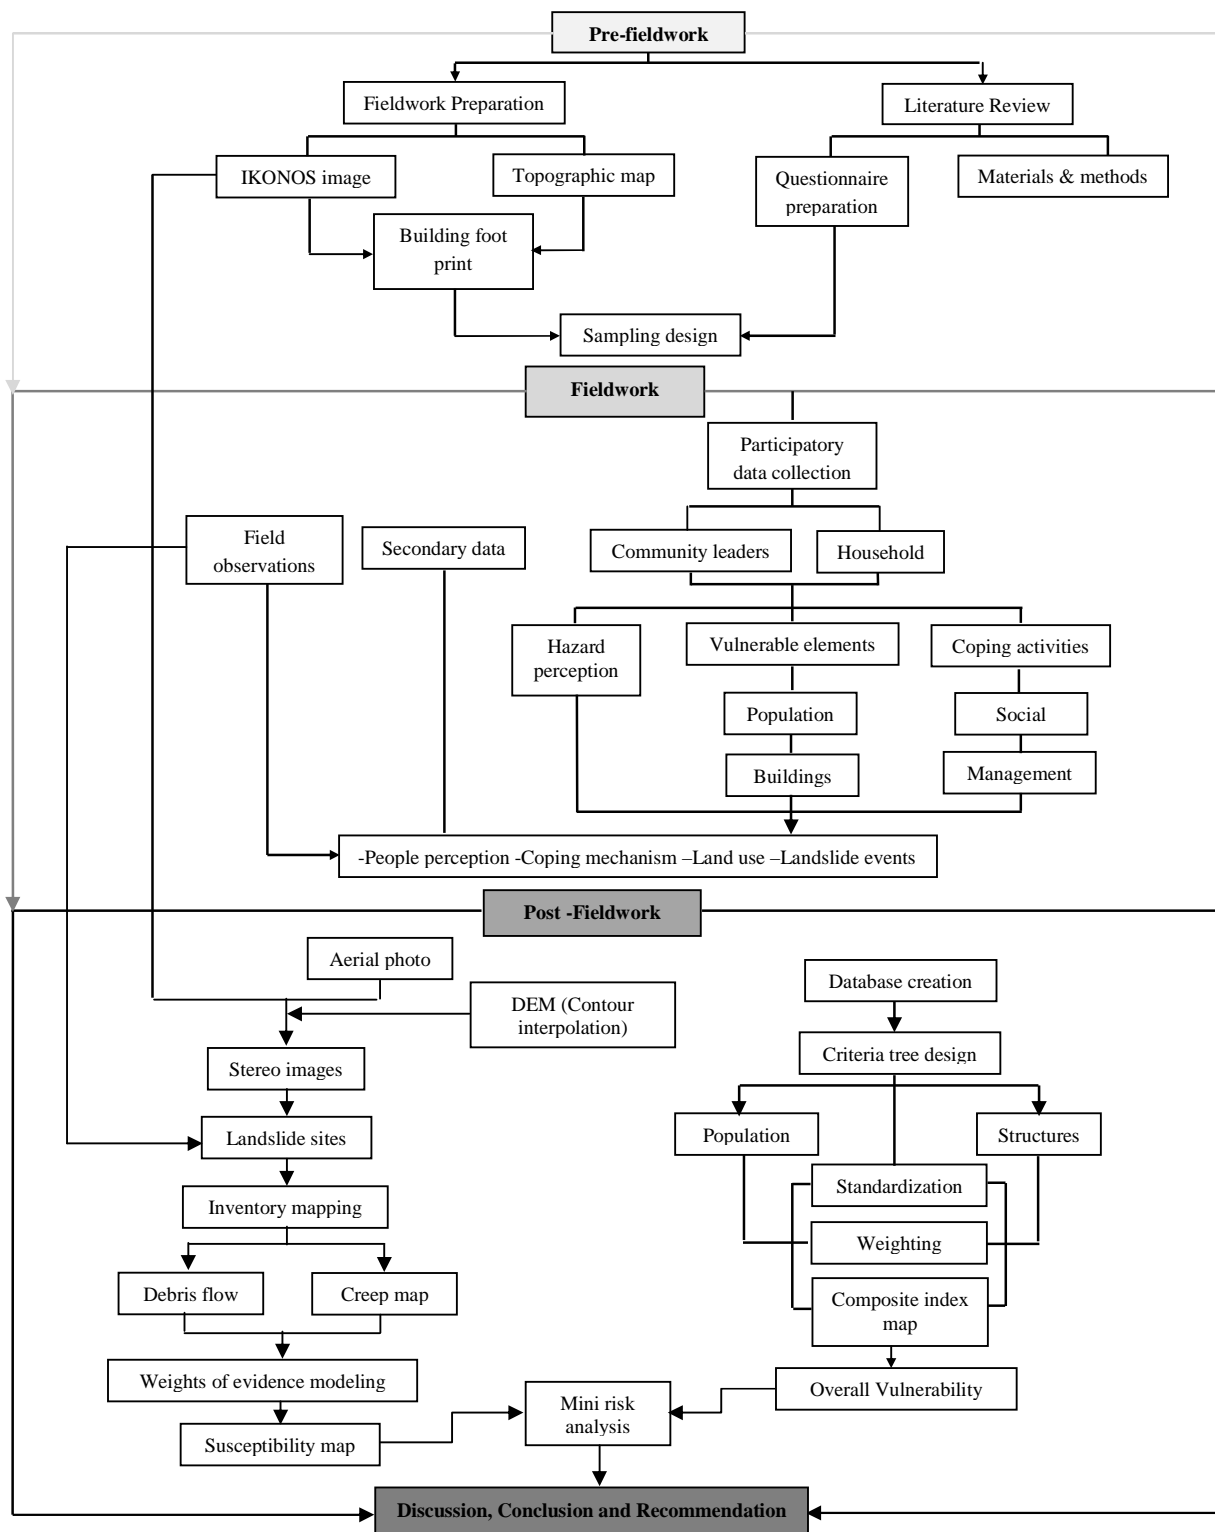 Pre-fieldwork
Fieldwork Preparation
Literature Review
IKONOS image
Topographic map
Questionnaire
preparation
Materials & methods
Building foot
print
Sampling design
Fieldwork
Participatory
data collection
Field
observations
Secondary data
Community leaders
Household
Hazard
perception
Vulnerable elements
Coping activities
Population
Social
Buildings
Management
-People perception -Coping mechanism –Land use –Landslide events
Post -Fieldwork
Aerial photo
Database creation
DEM (Contour
interpolation)
Criteria tree design
Stereo images
Population
Structures
Landslide sites
Standardization
Inventory mapping
Weighting
Debris flow
Creep map
Composite index
map
Weights of evidence modeling
Overall Vulnerability
Mini risk
analysis
Susceptibility map
Discussion, Conclusion and Recommendation